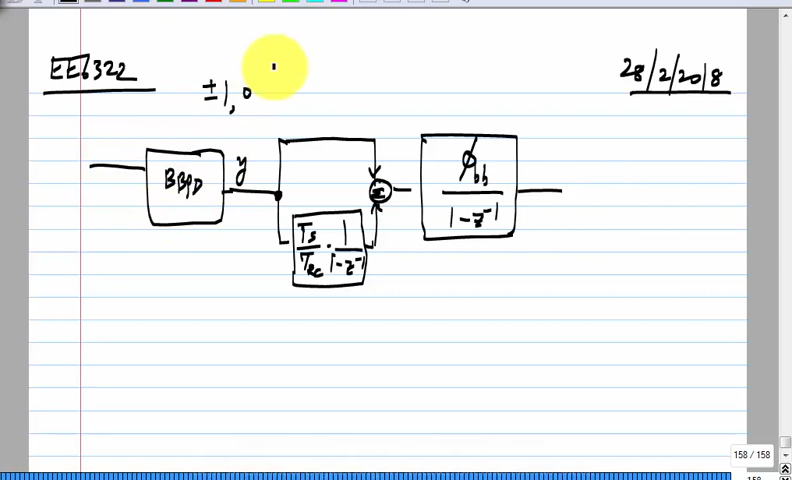 EE6322
28/2/2018
±1, 0
BBPD
y
Ts/TRC · 1/1-z⁻¹
Σ
ϕbb/1-z⁻¹
158 / 158